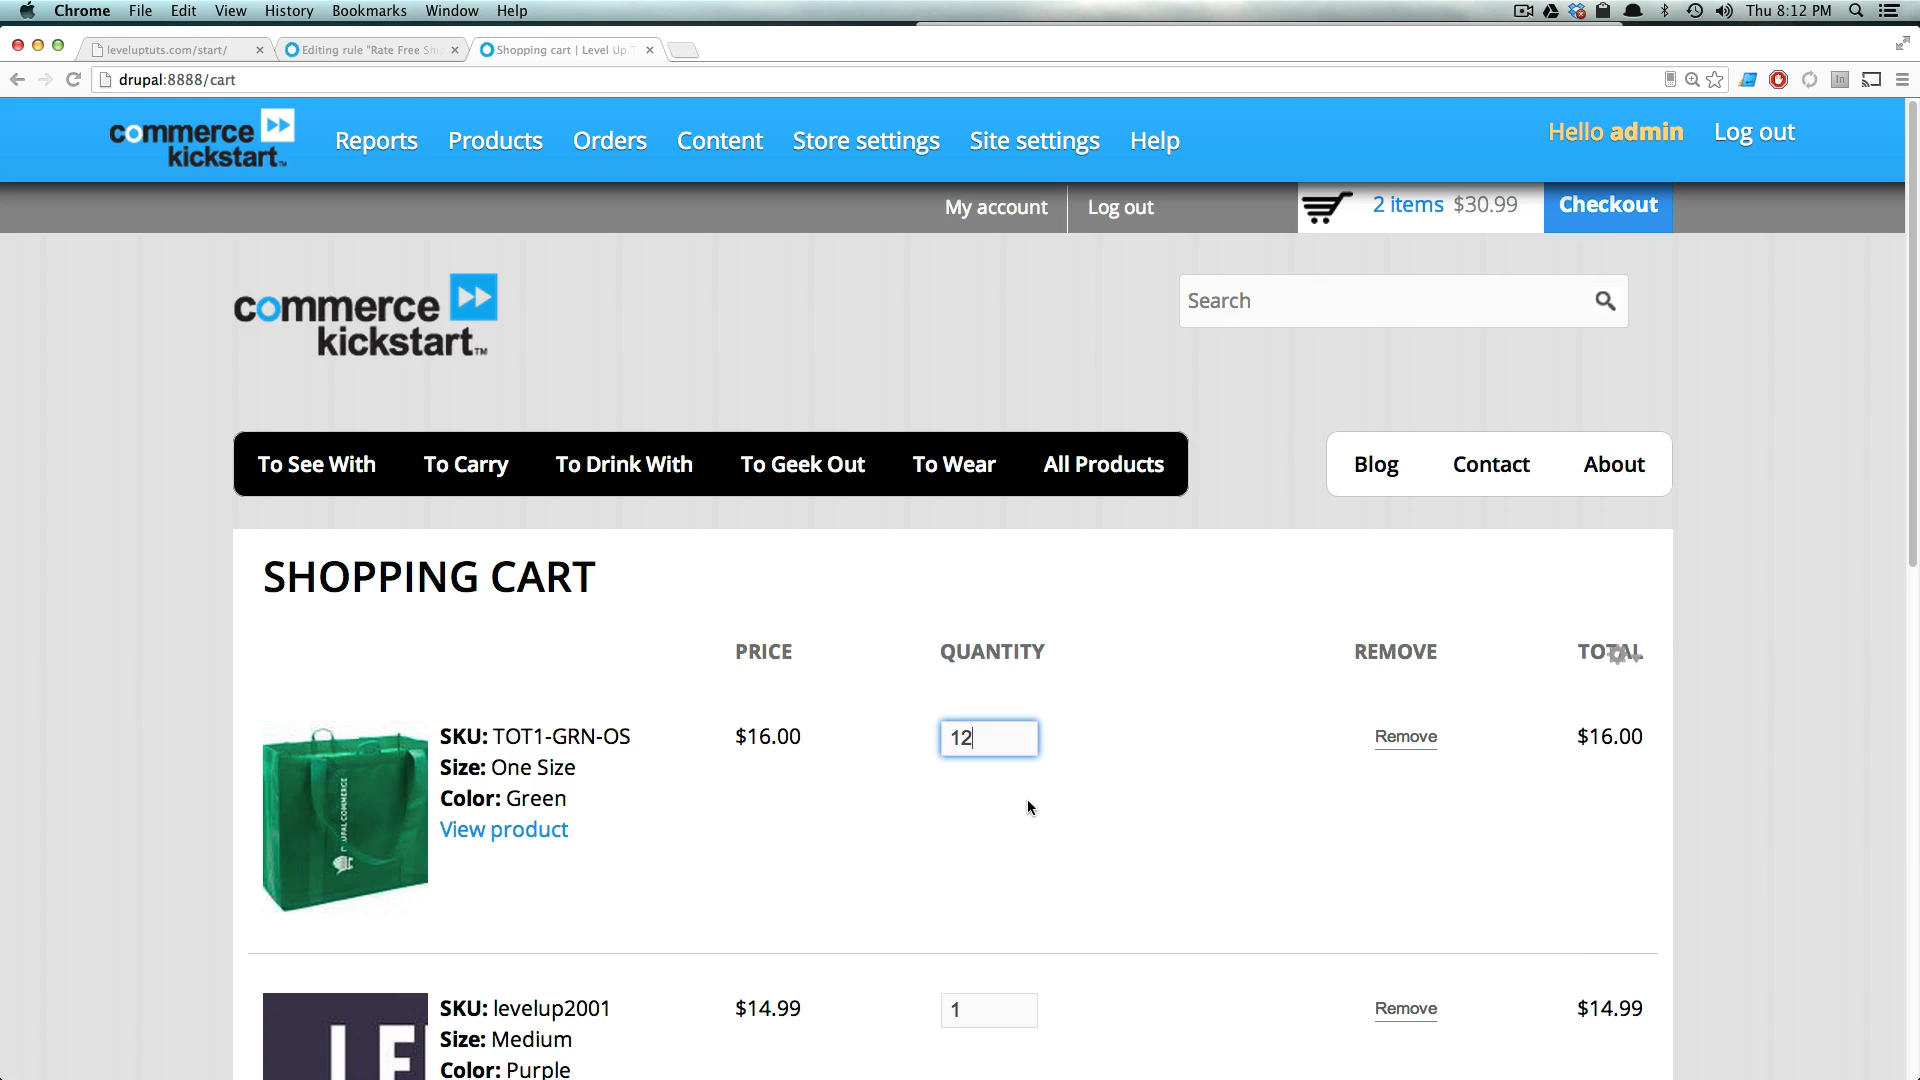 Chrome File Edit View History Bookmarks Window Help Thu 8:12 PM
leveluptuts.com/start/ Editing rule "Rate Free Shopping cart | Level Up
drupal:8888/cart
commerce kickstart Reports Products Orders Content Store settings Site settings Help Hello admin Log out
My account Log out 2 items $30.99 Checkout
commerce
kickstart™
Search
To See With To Carry To Drink With To Geek Out To Wear All Products Blog Contact About
SHOPPING CART
PRICE QUANTITY REMOVE TOTAL
SKU: TOT1-GRN-OS $16.00 12 Remove $16.00
Size: One Size
Color: Green
View product
SKU: levelup2001 $14.99 1 Remove $14.99
Size: Medium
Color: Purple